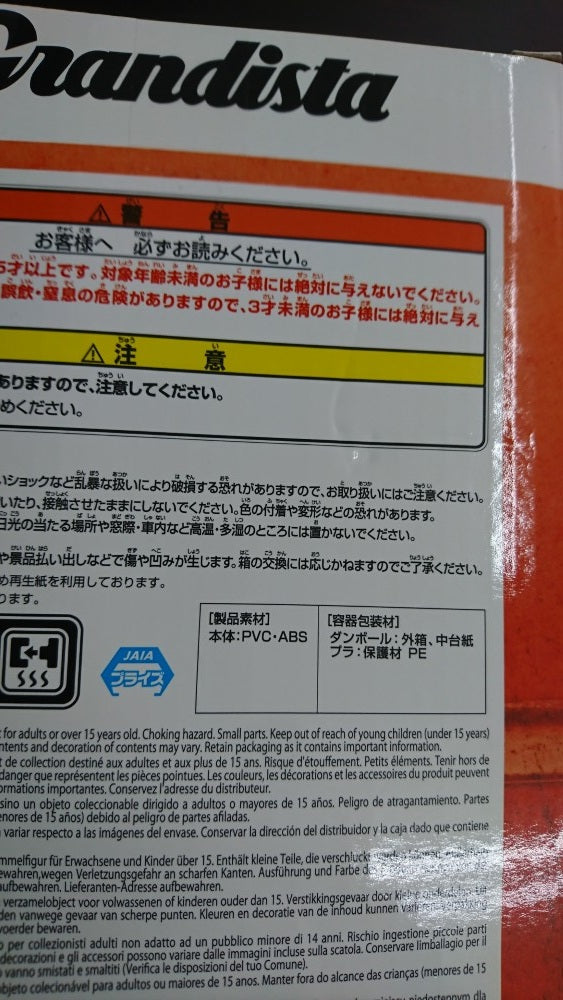 Grandista
⚠ 警 告
お客様へ 必ずお読みください。
5才以上です。対象年齢未満のお子様には絶対に与えないでください。
誤飲・窒息の危険がありますので、3才未満のお子様には絶対に与え
⚠ 注 意
ありますので、注意してください。
めください。
いショックなど乱暴な扱いにより破損する恐れがありますので、お取り扱いにはご注意ください。
いたり、接触させたままにしないでください。色の付着や変形などの恐れがあります。
日光の当たる場所や窓際・車内など高温・多湿のところには置かないでください。
や景品払い出しなどで傷や凹みが生じます。箱の交換には応じかねますのでご了承ください。
め再生紙を利用しております。
ります。
JAIA
プライズ
[製品素材]
本体:PVC・ABS
[容器包装材]
ダンボール:外箱、中台紙
プラ:保護材 PE
for adults or over 15 years old. Choking hazard. Small parts. Keep out of reach of young children (under 15 years)
ntents and decoration of contents may vary. Retain packaging as it contains important information.
t de collection destiné aux adultes et aux plus de 15 ans. Risque d'étouffement. Petits éléments. Tenir hors de
danger que représentent les pièces pointues. Les couleurs, les décorations et les accessoires du produit peuvent
ormations importantes. Conservez l'adresse du distributeur.
sino un objeto coleccionable dirigido a adultos o mayores de 15 años. Peligro de atragantamiento. Partes
enores de 15 años) debido al peligro de partes afiladas.
variar respecto a las imágenes del envase. Conservar la dirección del distribuidor y la caja dado que contiene
mmelfigur für Erwachsene und Kinder über 15. Enthält kleine Teile, die verschluckt werden
ewahren,wegen Verletzungsgefahr an scharfen Kanten. Ausführung und Farbe
aufbewahren. Lieferanten-Adresse aufbewahren.
verzamelobject voor volwassenen of kinderen ouder dan 15. Verstikkingsgevaar door kleine onderdelen. Uit
den vanwege gevaar van scherpe punten. Kleuren en decoratie van de inhoud kunnen
voerder bewaren.
o per collezionisti adulti non adatto ad un pubblico minore di 14 anni. Rischio ingestione piccole parti
decorazioni e gli accessori possono variare dalle immagini incluse sulla scatola. Conservare l'imballagio per il
o vanno smistati e smaltiti (Verifica le disposizioni del tuo Comune).
bjeto colecionável para adultos ou maiores de 15 anos. Manter fora do alcance das crianças (menores de 15